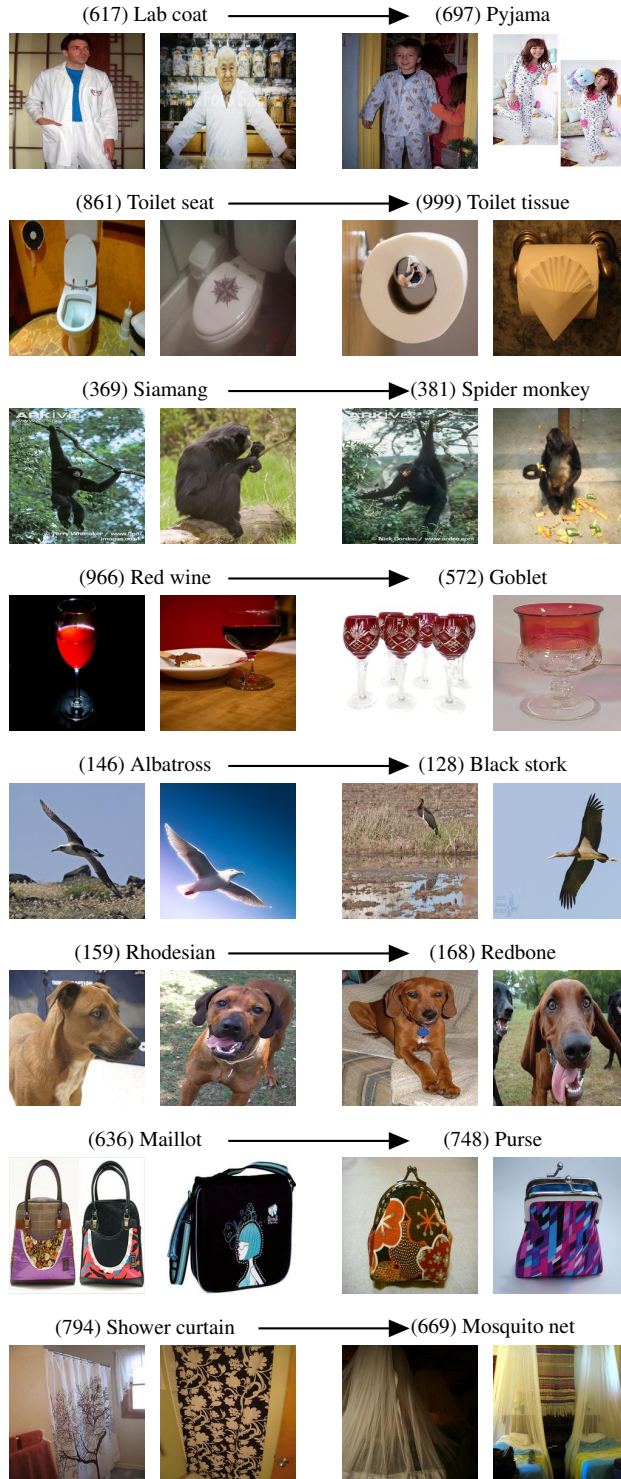 (617) Lab coat (697) Pyjama
(861) Toilet seat (999) Toilet tissue
(369) Siamang (381) Spider monkey
ARKIVE ARKIVE
(966) Red wine (572) Goblet
(146) Albatross (128) Black stork
(159) Rhodesian (168) Redbone
(636) Maillot (748) Purse
(794) Shower curtain (669) Mosquito net